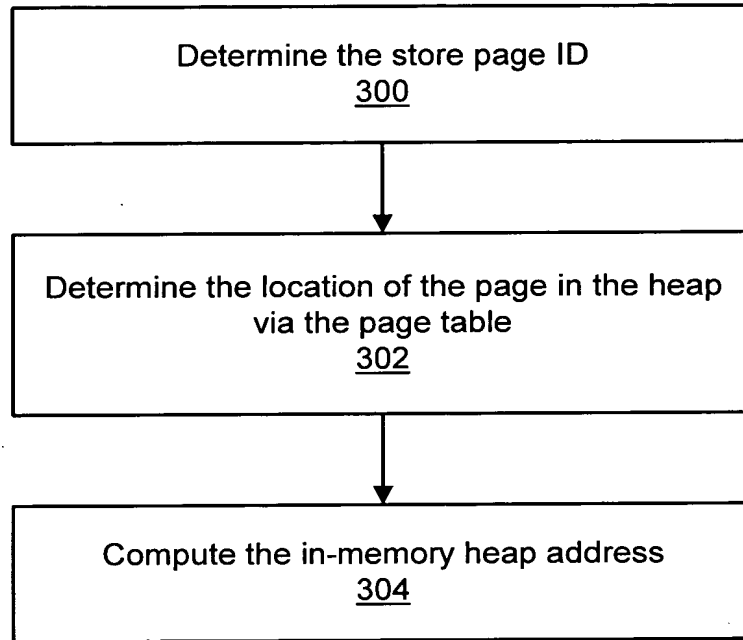 Determine the store page ID
300
Determine the location of the page in the heap
via the page table
302
Compute the in-memory heap address
304